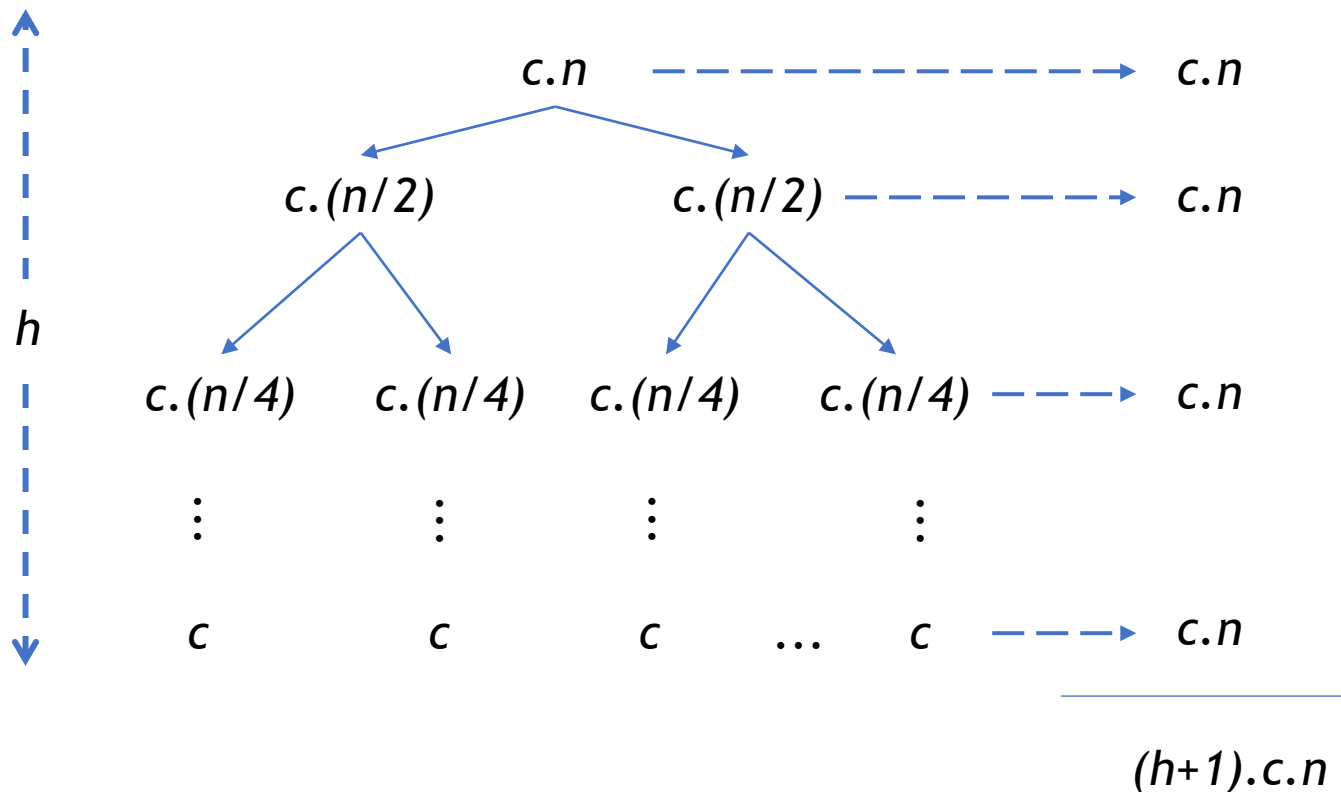 c.n c.n
c.(n/2) c.(n/2) c.n
h
c.(n/4) c.(n/4) c.(n/4) c.(n/4) c.n
⋮ ⋮ ⋮ ⋮
c c c ... c c.n
(h+1).c.n